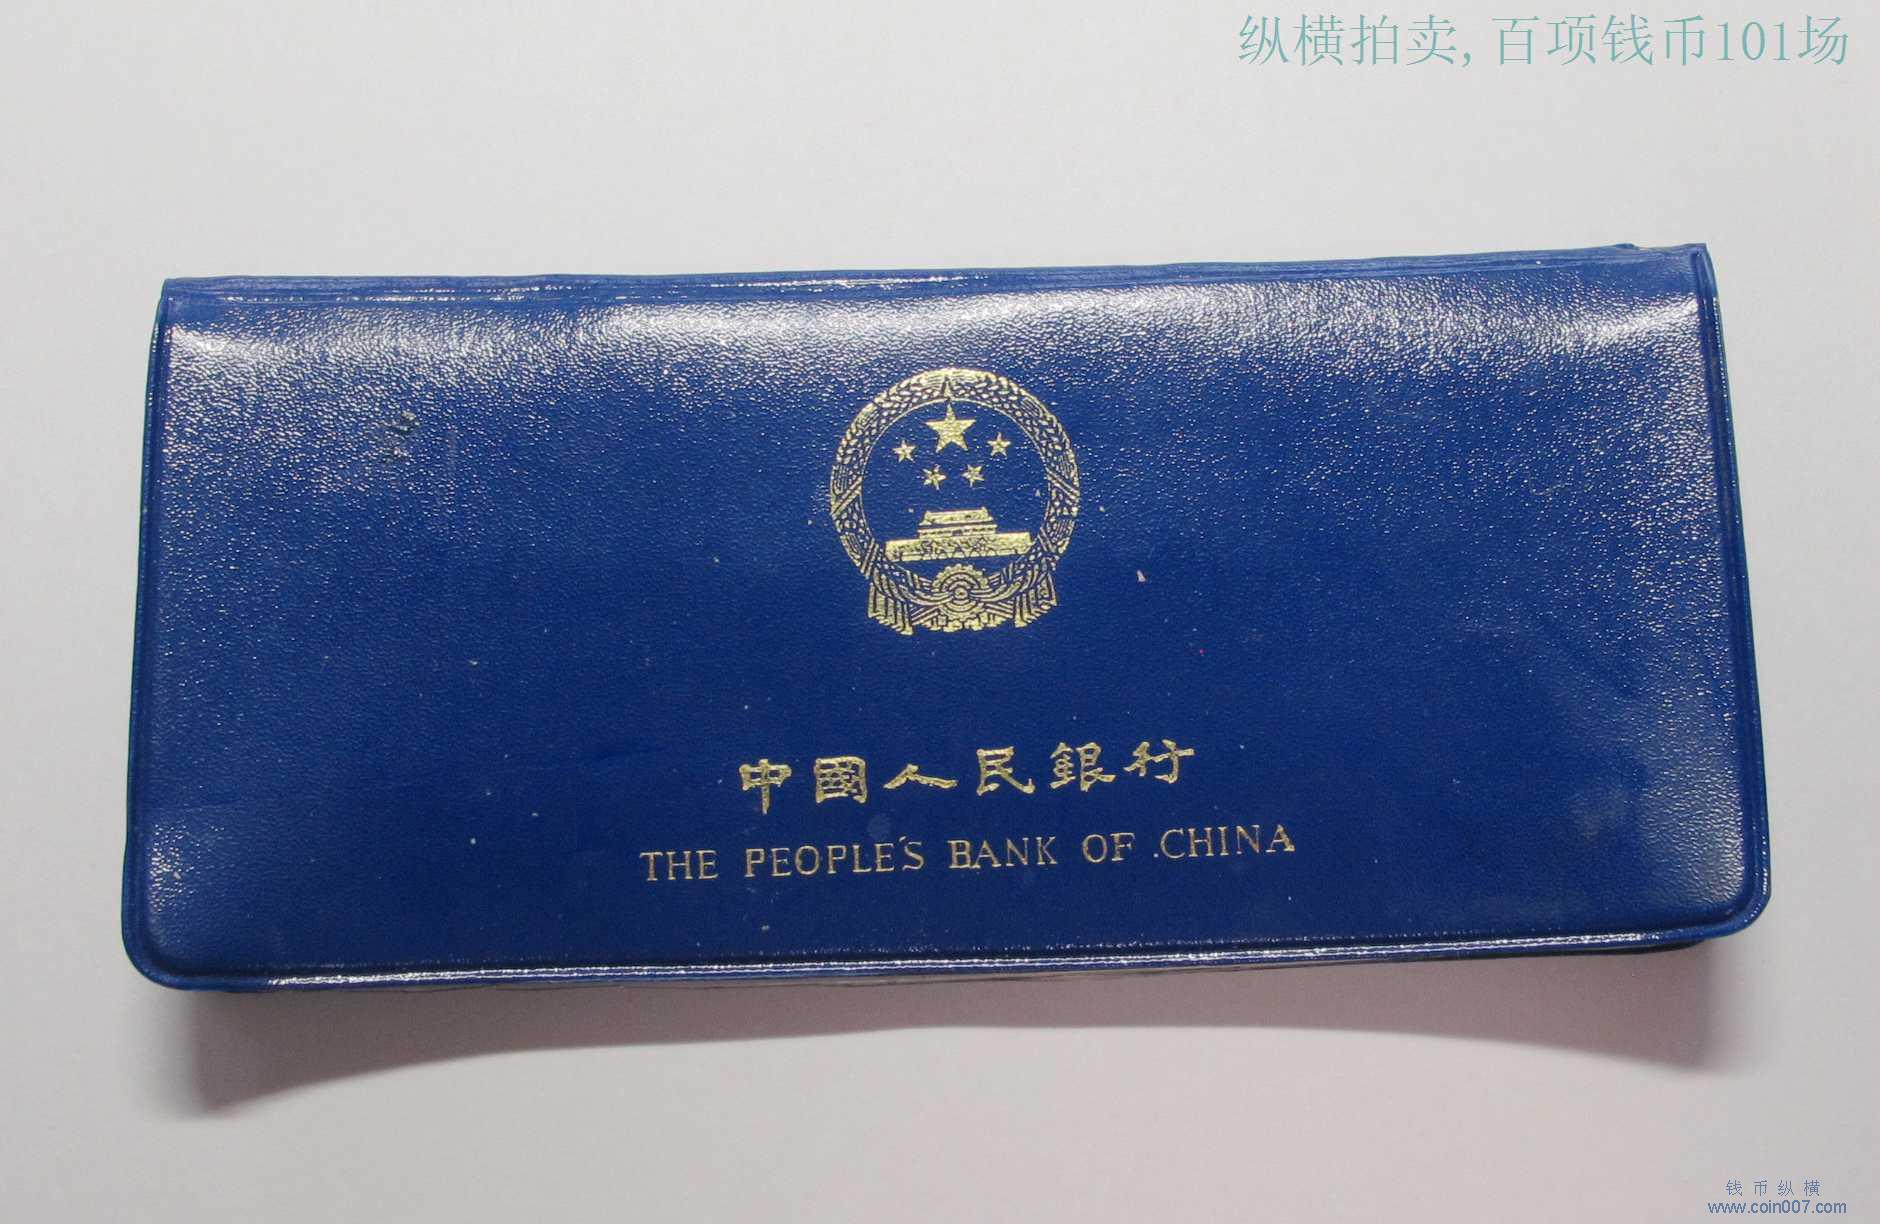 纵横拍卖,百项钱币101场
中國人民銀行
THE PEOPLE'S BANK OF CHINA
钱币纵横
www.coin007.com